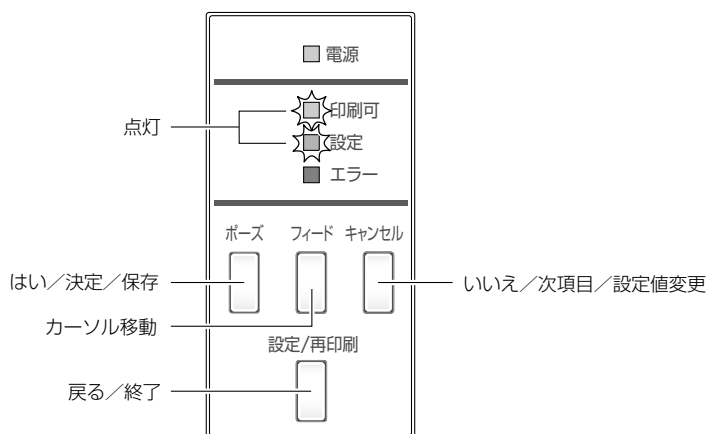 電源
印刷可
点灯
設定
エラー
ポーズ フィード キャンセル
はい/決定/保存
いいえ/次項目/設定値変更
カーソル移動
設定/再印刷
戻る/終了